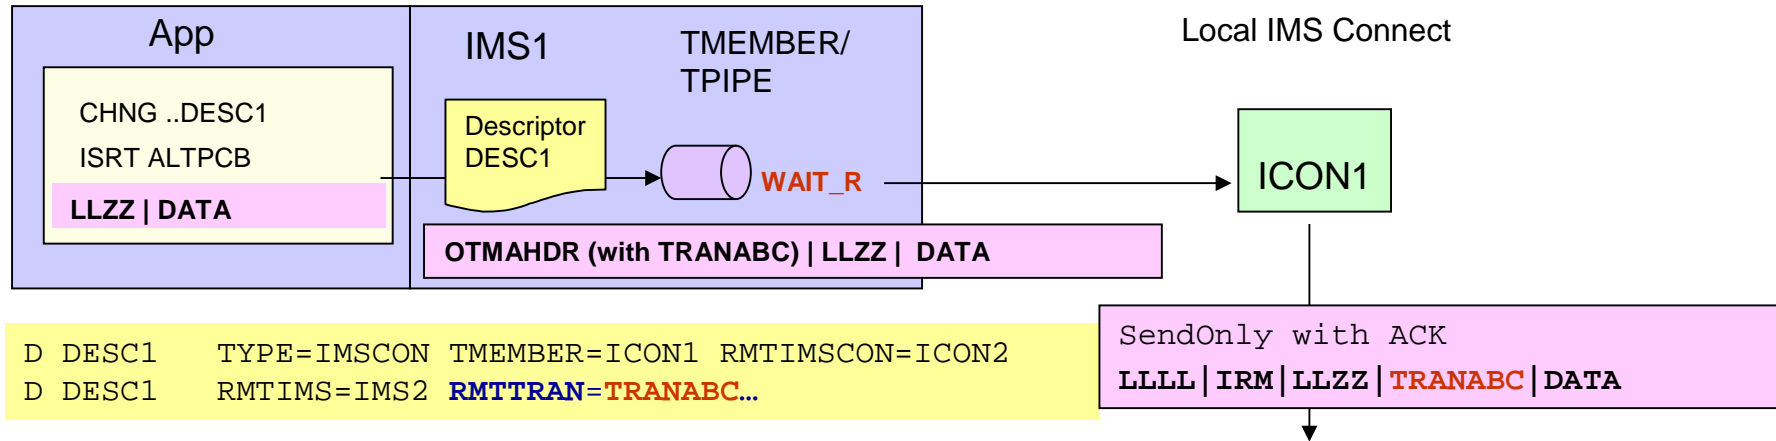 App
IMS1
TMEMBER/
TPIPE
Local IMS Connect
CHNG ..DESC1
ISRT ALTPCB
LLZZ | DATA
Descriptor
DESC1
WAIT_R
ICON1
OTMAHDR (with TRANABC) | LLZZ | DATA
D DESC1 TYPE=IMSCON TMEMBER=ICON1 RMTIMSCON=ICON2
D DESC1 RMTIMS=IMS2 RMTTRAN=TRANABC…
SendOnly with ACK
LLLL|IRM|LLZZ|TRANABC|DATA